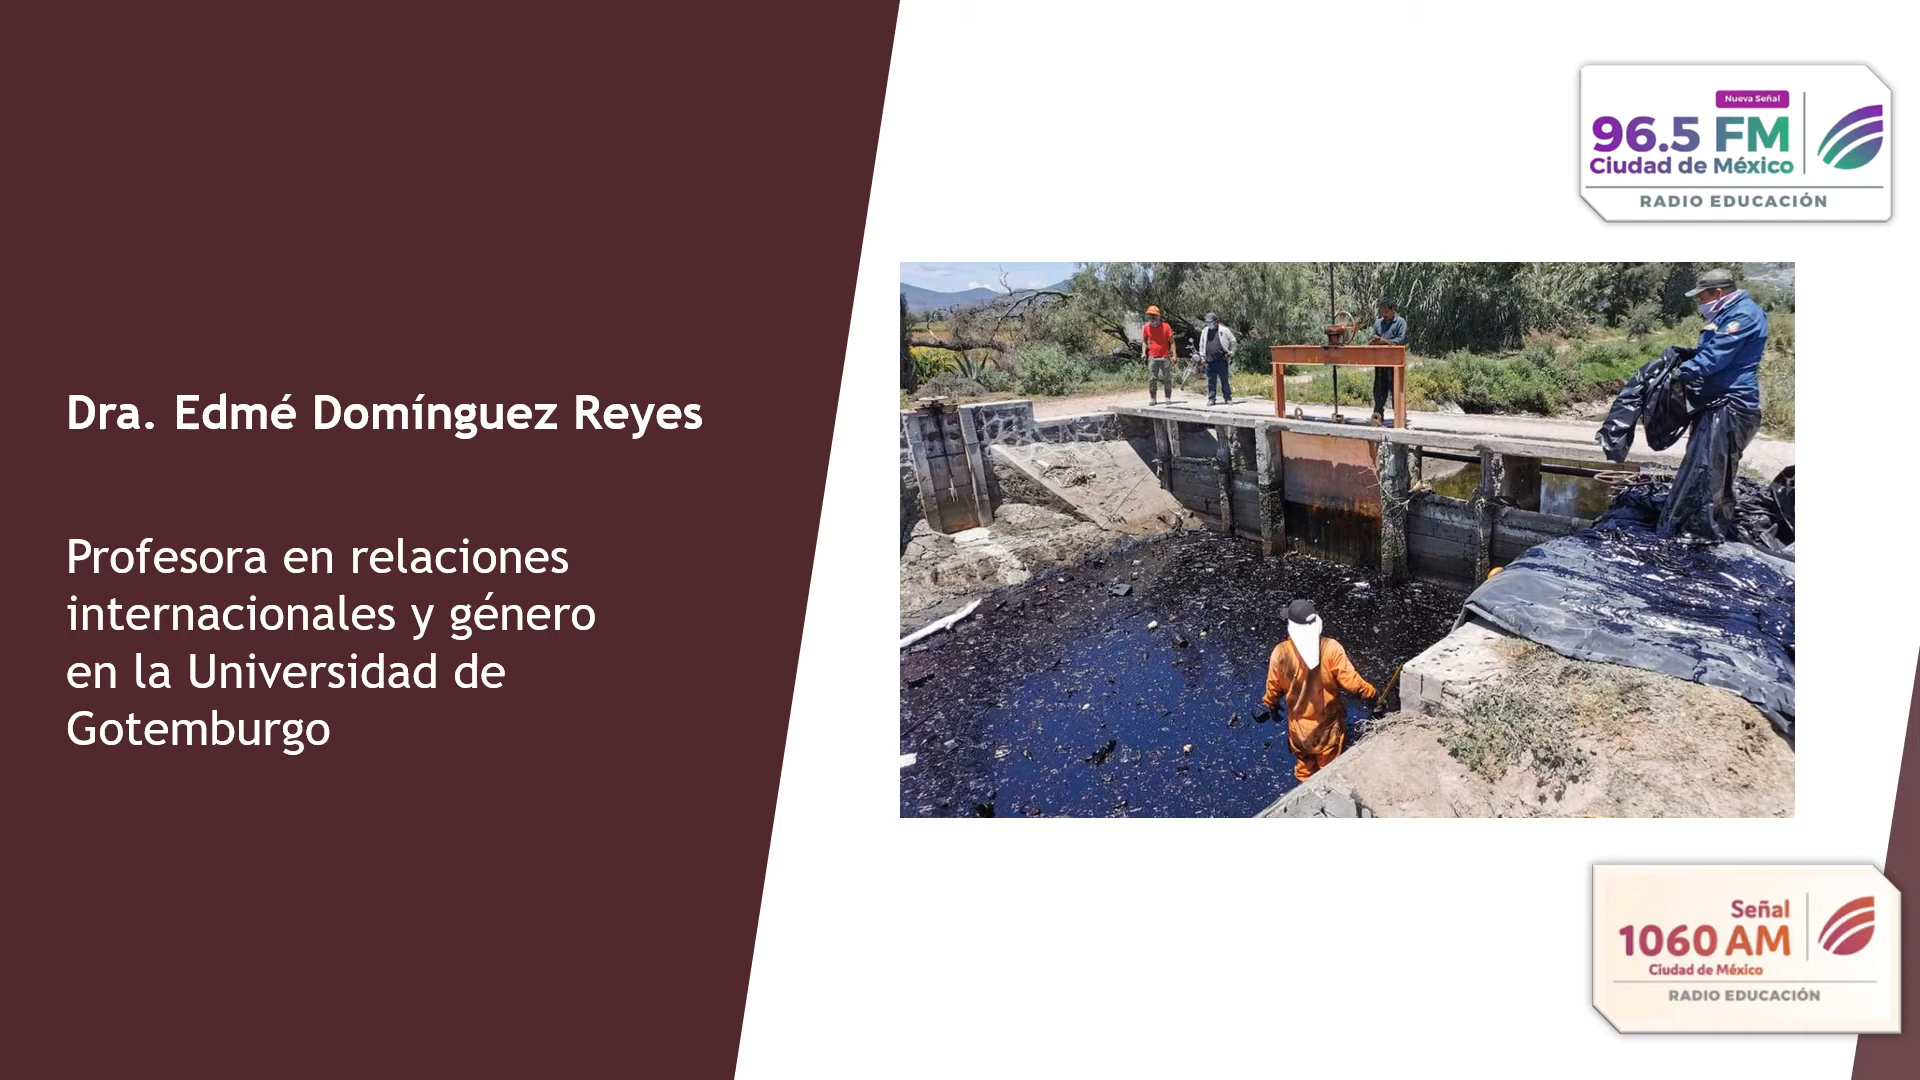 Dra. Edmé Domínguez Reyes
Profesora en relaciones
internacionales y género
en la Universidad de
Gotemburgo
Nueva Señal
96.5 FM
Ciudad de México
RADIO EDUCACIÓN
Señal
1060 AM
Ciudad de México
RADIO EDUCACIÓN